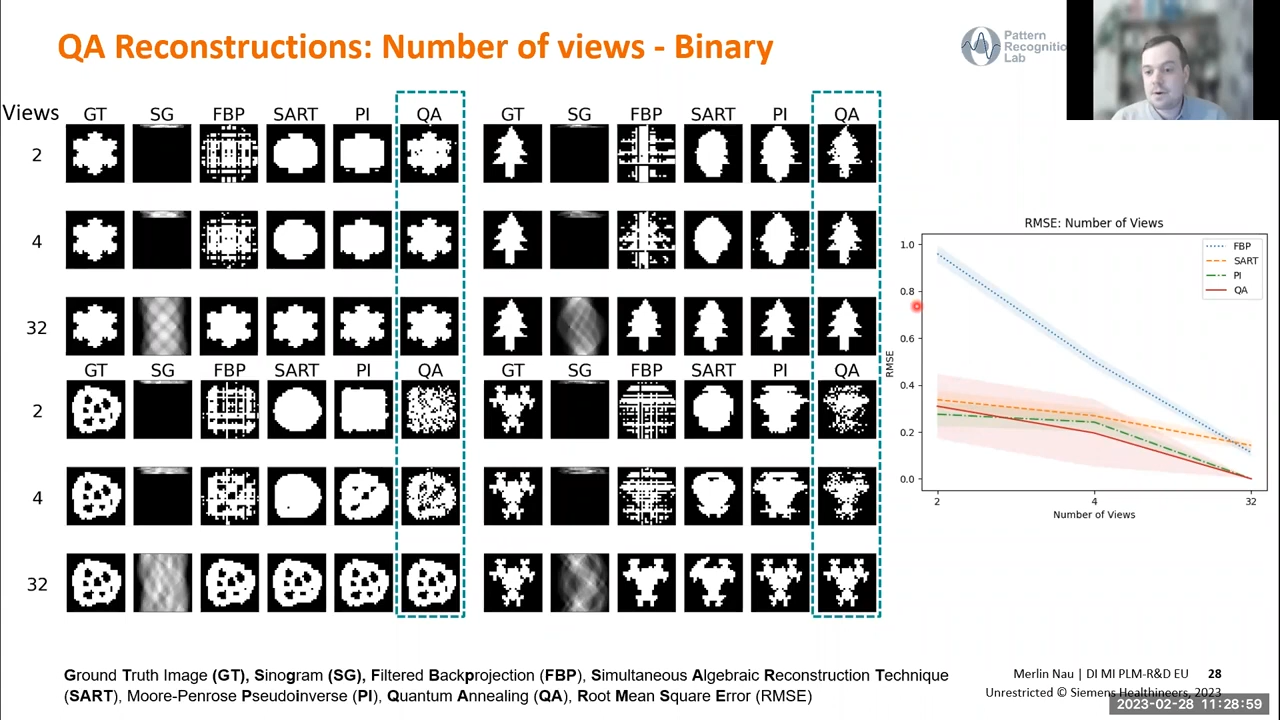 QA Reconstructions: Number of views - Binary
Pattern
Recognitio
Lab
Views GT SG FBP SART PI QA GT SG FBP SART PI QA
2
4
32
GT SG FBP SART PI QA GT SG FBP SART PI QA
2
4
32
RMSE: Number of Views
FBP
SART
PI
QA
1.0
0.8
0.6
0.4
0.2
0.0
RMSE
2 4 32
Number of Views
Ground Truth Image (GT), Sinogram (SG), Filtered Backprojection (FBP), Simultaneous Algebraic Reconstruction Technique
(SART), Moore-Penrose Pseudoinverse (PI), Quantum Annealing (QA), Root Mean Square Error (RMSE)
Merlin Nau | DI MI PLM-R&D EU 28
Unrestricted © Siemens Healthineers, 2023
2023-02-28 11:28:59